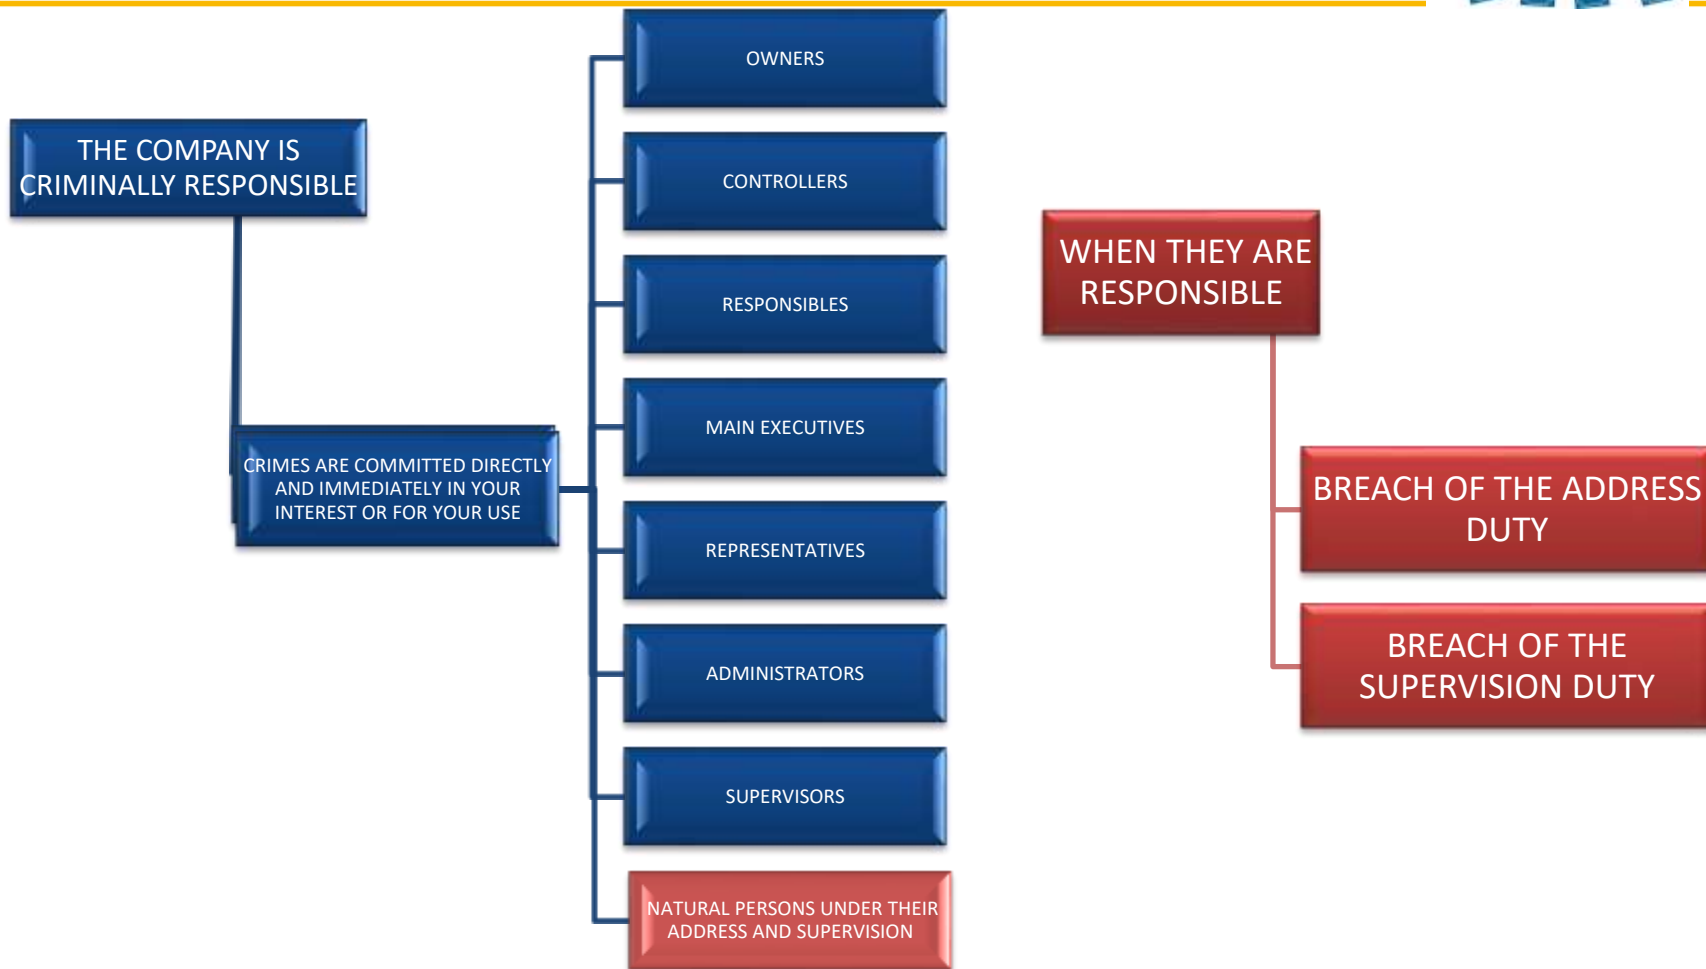 THE COMPANY IS
CRIMINALLY RESPONSIBLE
CRIMES ARE COMMITTED DIRECTLY
AND IMMEDIATELY IN YOUR
INTEREST OR FOR YOUR USE
OWNERS
CONTROLLERS
RESPONSIBLES
MAIN EXECUTIVES
REPRESENTATIVES
ADMINISTRATORS
SUPERVISORS
NATURAL PERSONS UNDER THEIR
ADDRESS AND SUPERVISION
WHEN THEY ARE
RESPONSIBLE
BREACH OF THE ADDRESS
DUTY
BREACH OF THE
SUPERVISION DUTY